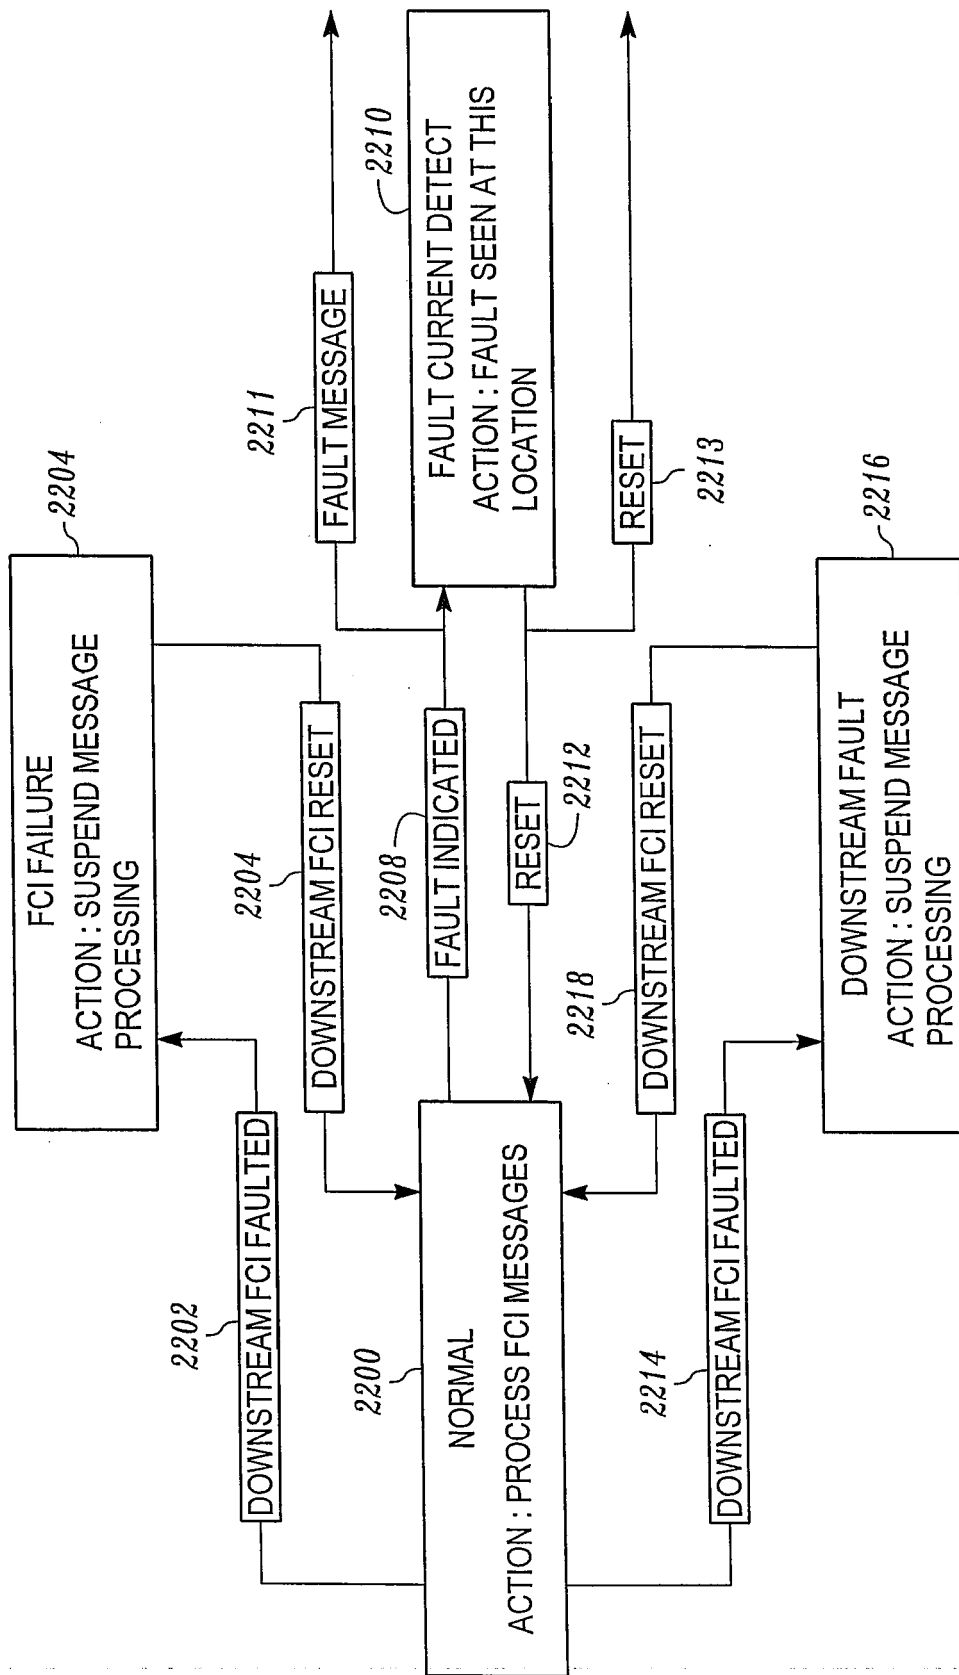 2204
FCI FAILURE
ACTION : SUSPEND MESSAGE
PROCESSING
2202
DOWNSTREAM FCI FAULTED
2204
DOWNSTREAM FCI RESET
2211
FAULT MESSAGE
2200
NORMAL
ACTION : PROCESS FCI MESSAGES
2208
FAULT INDICATED
2210
FAULT CURRENT DETECT
ACTION : FAULT SEEN AT THIS
LOCATION
RESET
2212
RESET
2213
2218
DOWNSTREAM FCI RESET
2214
DOWNSTREAM FCI FAULTED
2216
DOWNSTREAM FAULT
ACTION : SUSPEND MESSAGE
PROCESSING